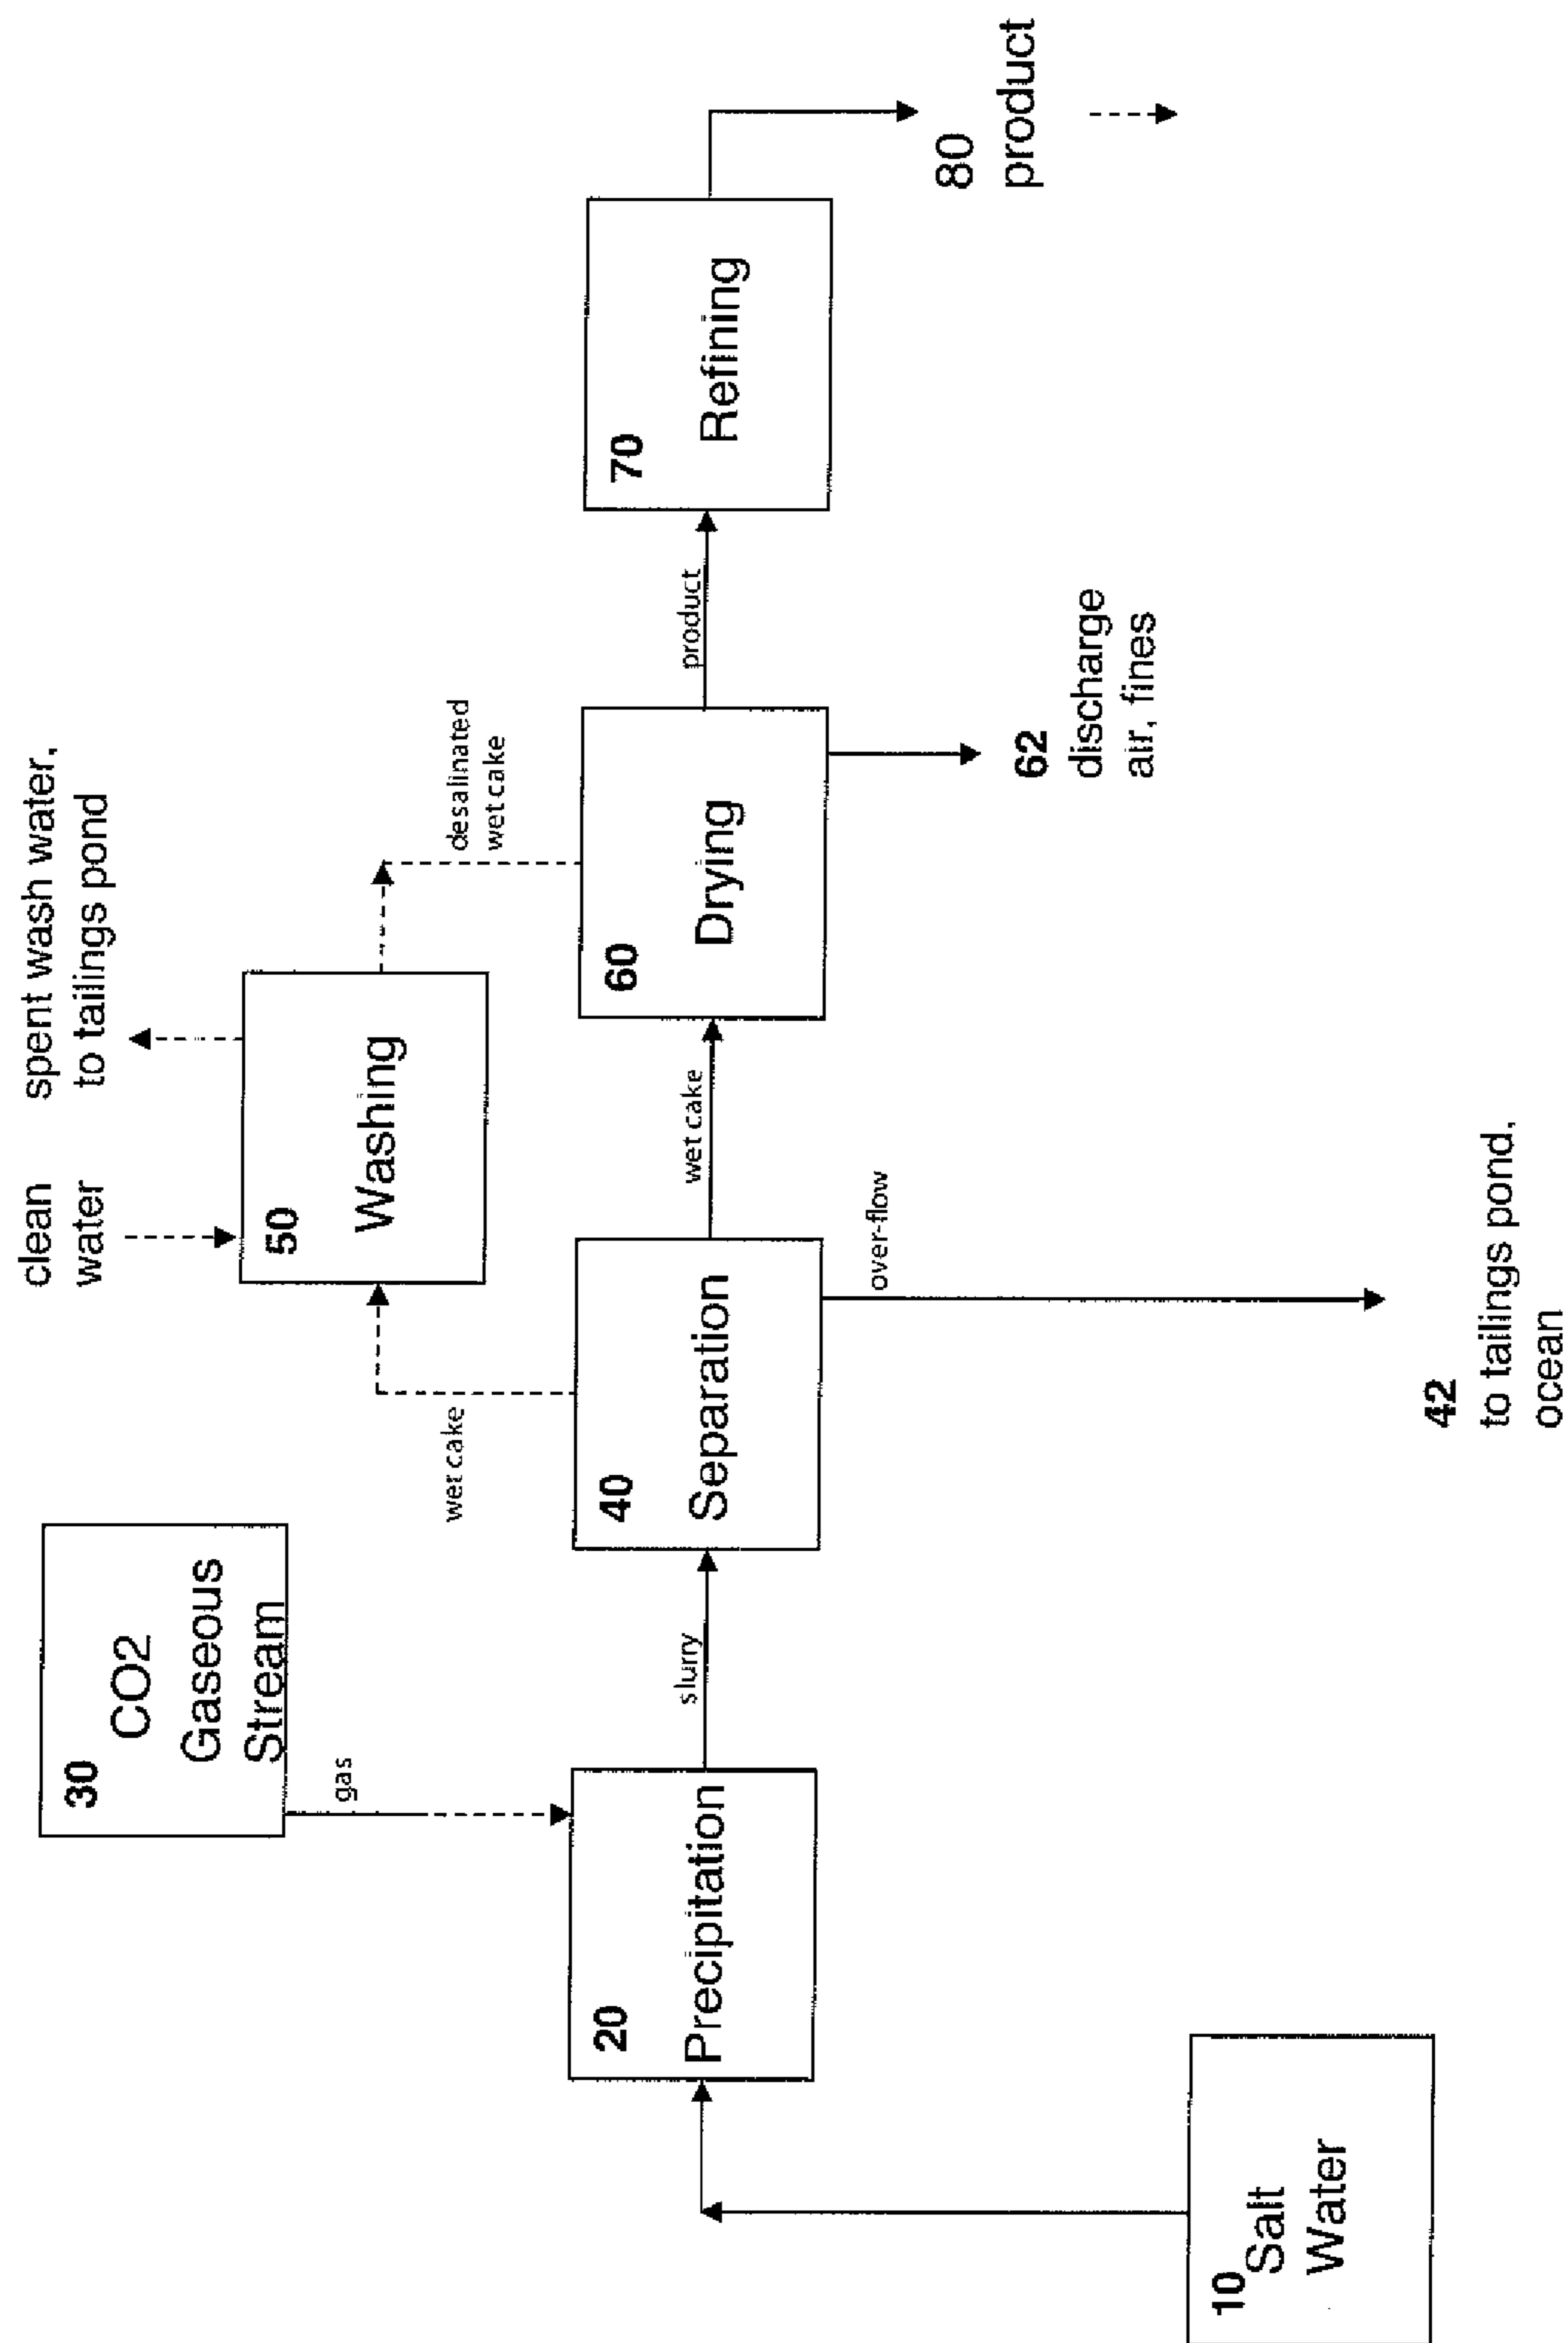 10
Salt
Water
20
Precipitation
30
CO2
Gaseous
Stream
gas
slurry
40
Separation
wet cake
over-flow
42
to tailings pond,
ocean
wet cake
clean
water
50
Washing
spent wash water,
to tailings pond
desalinated
wet cake
60
Drying
62
discharge
air, fines
product
70
Refining
80
product